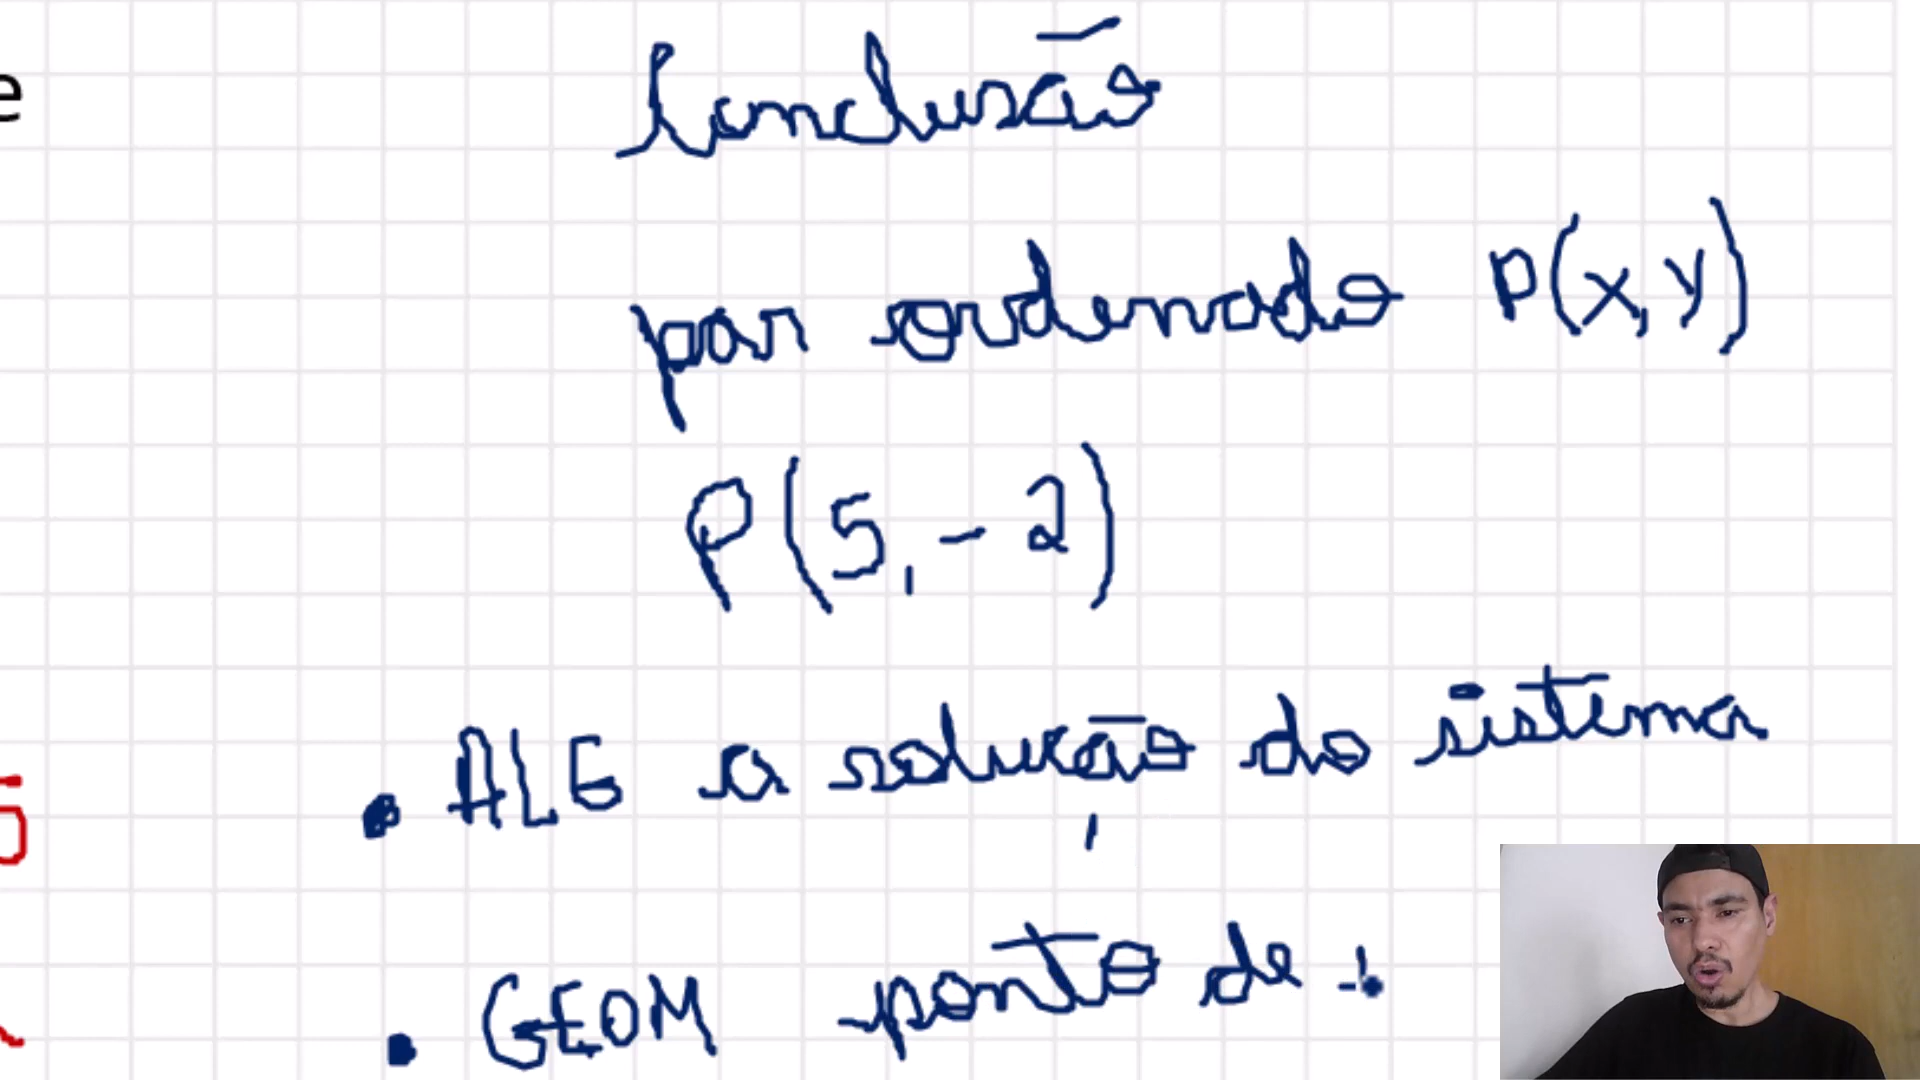 e
Conclusão
par ordenado P(x,y)
P(5,-2)
• ALG a solução do sistema
• GEOM ponto de